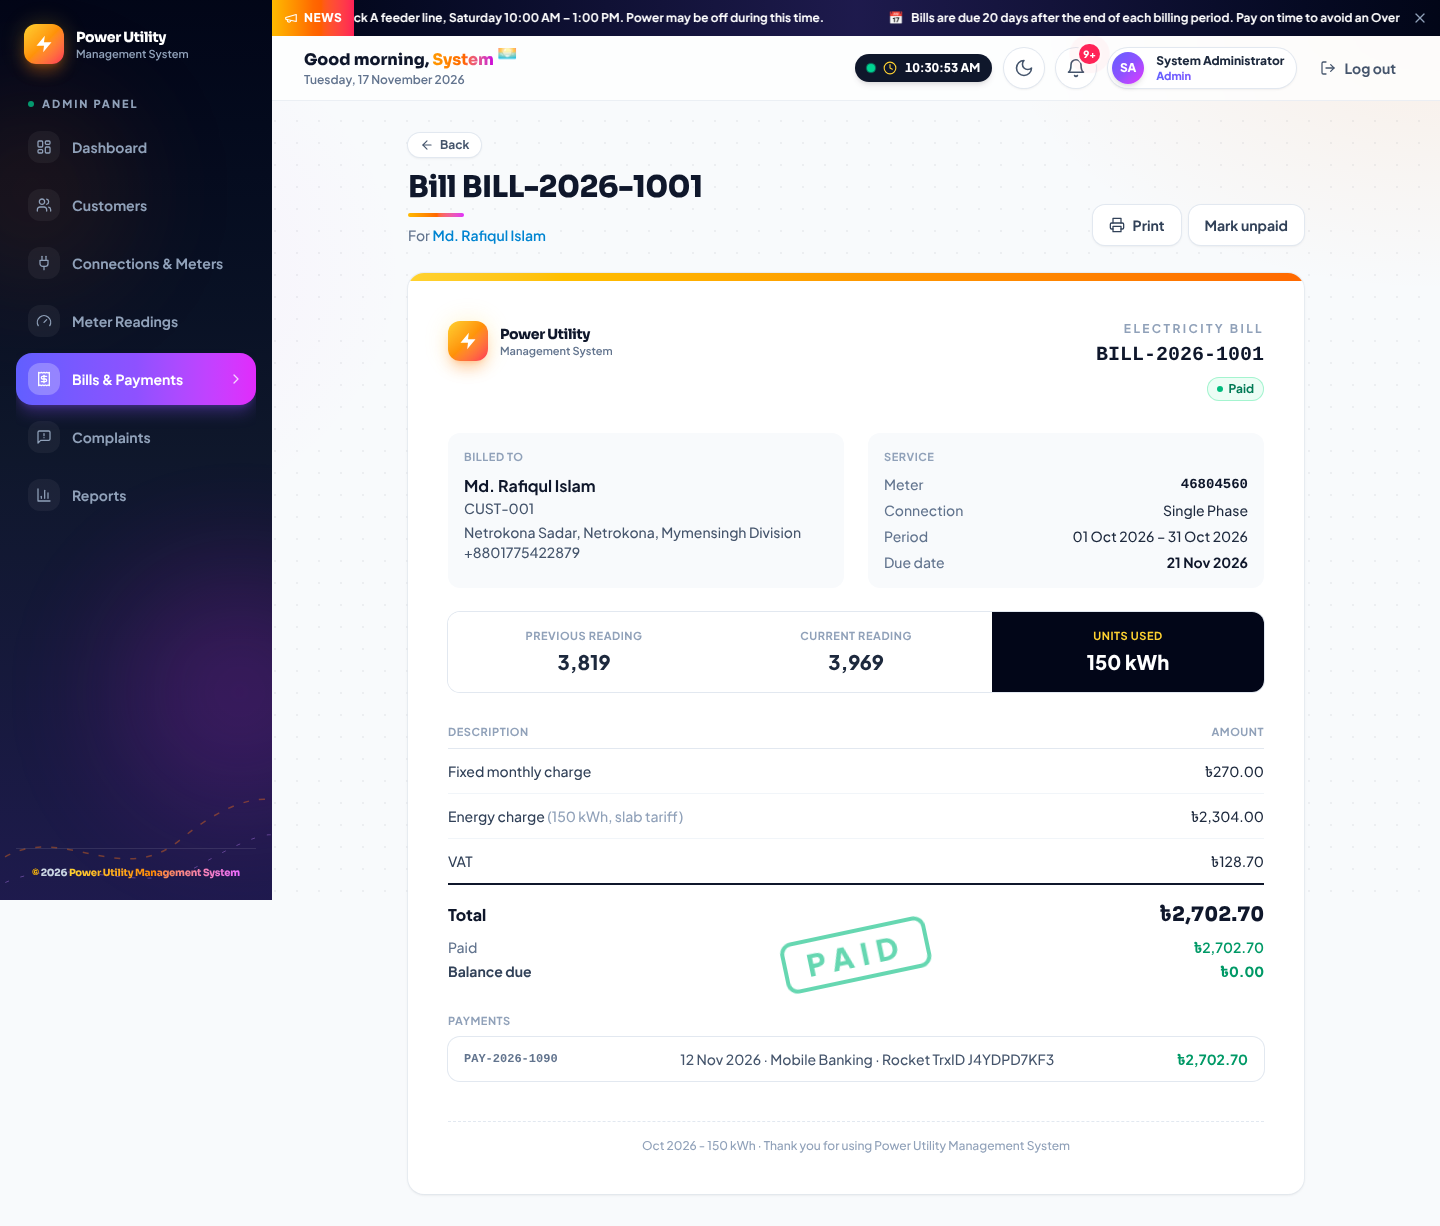 Power Utility
Management System
NEWS
ck A feeder line, Saturday 10:00 AM – 1:00 PM. Power may be off during this time.
Bills are due 20 days after the end of each billing period. Pay on time to avoid an Over
Good morning, System
Tuesday, 17 November 2026
10:30:53 AM
9+
SA
System Administrator
Admin
Log out
ADMIN PANEL
Dashboard
Customers
Connections & Meters
Meter Readings
Bills & Payments
Complaints
Reports
© 2026 Power Utility Management System
Back
Bill BILL-2026-1001
For Md. Rafiqul Islam
Print
Mark unpaid
Power Utility
Management System
ELECTRICITY BILL
BILL-2026-1001
Paid
BILLED TO
Md. Rafiqul Islam
CUST-001
Netrokona Sadar, Netrokona, Mymensingh Division
+8801775422879
SERVICE
Meter 46804560
Connection Single Phase
Period 01 Oct 2026 – 31 Oct 2026
Due date 21 Nov 2026
PREVIOUS READING
3,819
CURRENT READING
3,969
UNITS USED
150 kWh
DESCRIPTION AMOUNT
Fixed monthly charge ৳270.00
Energy charge (150 kWh, slab tariff) ৳2,304.00
VAT ৳128.70
Total ৳2,702.70
Paid ৳2,702.70
Balance due ৳0.00
PAID
PAYMENTS
PAY-2026-1090 12 Nov 2026 · Mobile Banking · Rocket TrxID J4YDPD7KF3 ৳2,702.70
Oct 2026 - 150 kWh · Thank you for using Power Utility Management System